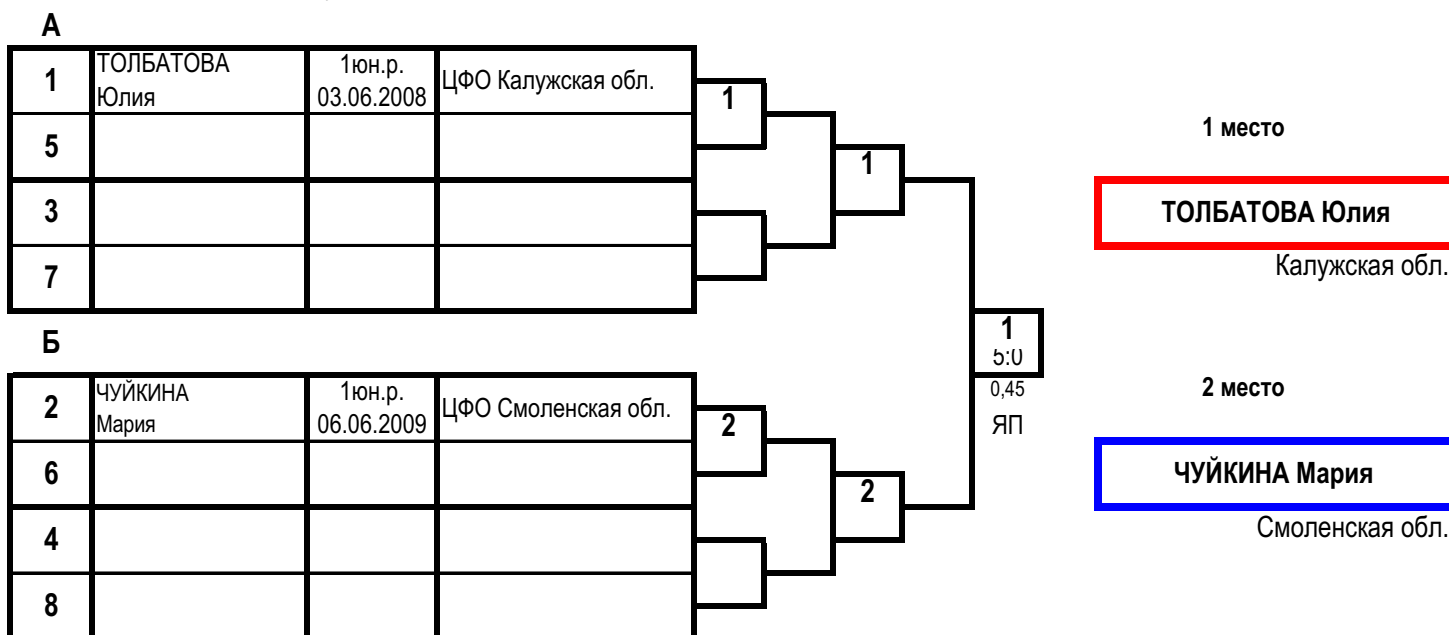 А
1
ТОЛБАТОВА
Юлия
1юн.р.
03.06.2008
ЦФО Калужская обл.
1
5
1
3
7
1 место
ТОЛБАТОВА Юлия
Калужская обл.
Б
1
5:0
0,45
ЯП
2
ЧУЙКИНА
Мария
1юн.р.
06.06.2009
ЦФО Смоленская обл.
2
6
2
4
8
2 место
ЧУЙКИНА Мария
Смоленская обл.